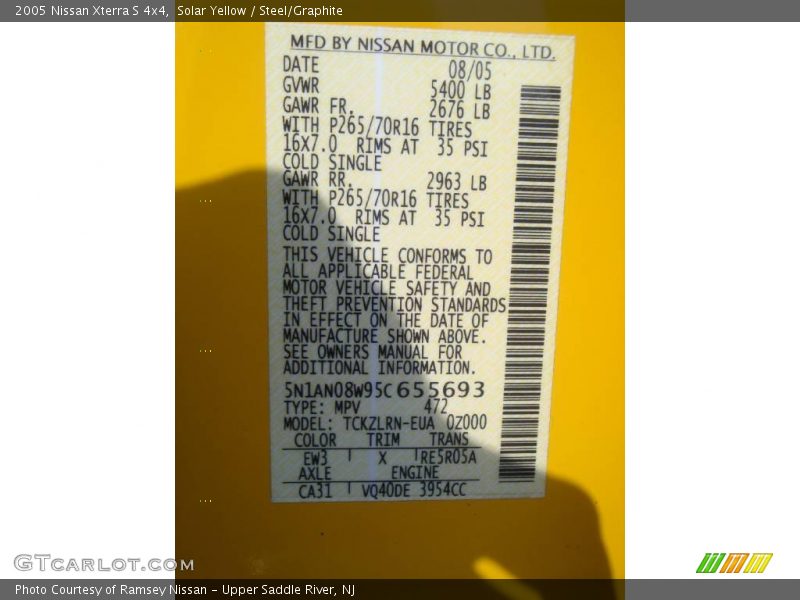 2005 Nissan Xterra S 4x4, Solar Yellow / Steel/Graphite
MFD BY NISSAN MOTOR CO., LTD.
DATE 08/05
GVWR 5400 LB
GAWR FR. 2676 LB
WITH P265/70R16 TIRES
16X7.0 RIMS AT 35 PSI
COLD SINGLE
GAWR RR. 2963 LB
WITH P265/70R16 TIRES
16X7.0 RIMS AT 35 PSI
COLD SINGLE
THIS VEHICLE CONFORMS TO
ALL APPLICABLE FEDERAL
MOTOR VEHICLE SAFETY AND
THEFT PREVENTION STANDARDS
IN EFFECT ON THE DATE OF
MANUFACTURE SHOWN ABOVE.
SEE OWNERS MANUAL FOR
ADDITIONAL INFORMATION.
5N1AN08W95C655693
TYPE: MPV 472
MODEL: TCKZLRN-EUA 0Z000
COLOR TRIM TRANS
EW3 X RE5R05A
AXLE ENGINE
CA31 VQ40DE 3954CC
GTCARLOT.COM
Photo Courtesy of Ramsey Nissan - Upper Saddle River, NJ